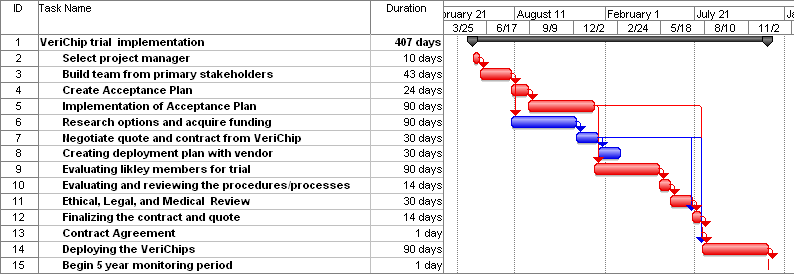 ID Task Name Duration bruary 21 August 11 February 1 July 21 Ja
3/25 6/17 9/9 12/2 2/24 5/18 8/10 11/2
1 VeriChip trial implementation 407 days
2 Select project manager 10 days
3 Build team from primary stakeholders 43 days
4 Create Acceptance Plan 24 days
5 Implementation of Acceptance Plan 90 days
6 Research options and acquire funding 90 days
7 Negotiate quote and contract from VeriChip 30 days
8 Creating deployment plan with vendor 30 days
9 Evaluating likley members for trial 90 days
10 Evaluating and reviewing the procedures/processes 14 days
11 Ethical, Legal, and Medical Review 30 days
12 Finalizing the contract and quote 14 days
13 Contract Agreement 1 day
14 Deploying the VeriChips 90 days
15 Begin 5 year monitoring period 1 day